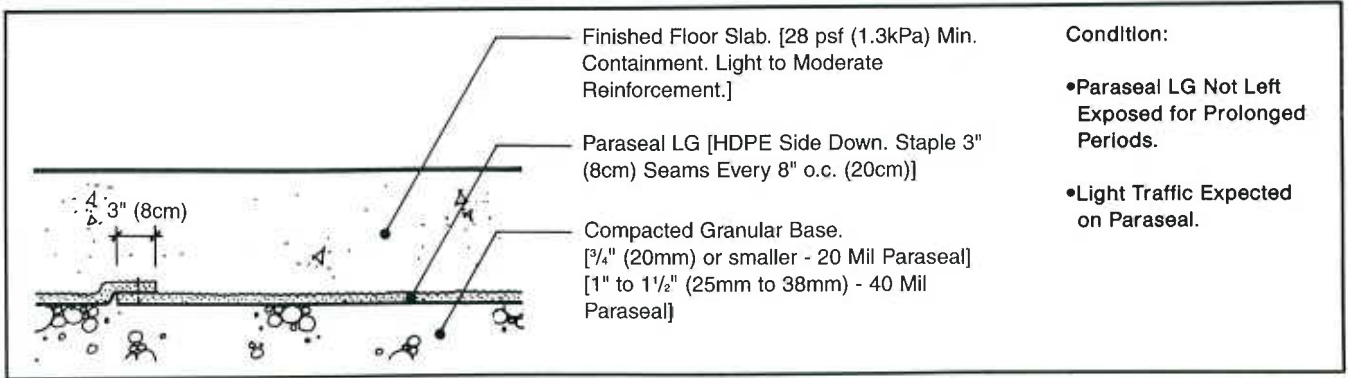 Finished Floor Slab. [28 psf (1.3kPa) Min.
Containment. Light to Moderate
Reinforcement.]
Paraseal LG [HDPE Side Down. Staple 3"
(8cm) Seams Every 8" o.c. (20cm)]
Compacted Granular Base.
[3/4" (20mm) or smaller - 20 Mil Paraseal]
[1" to 1 1/2" (25mm to 38mm) - 40 Mil
Paraseal]
3" (8cm)
Condition:
•Paraseal LG Not Left
Exposed for Prolonged
Periods.
•Light Traffic Expected
on Paraseal.